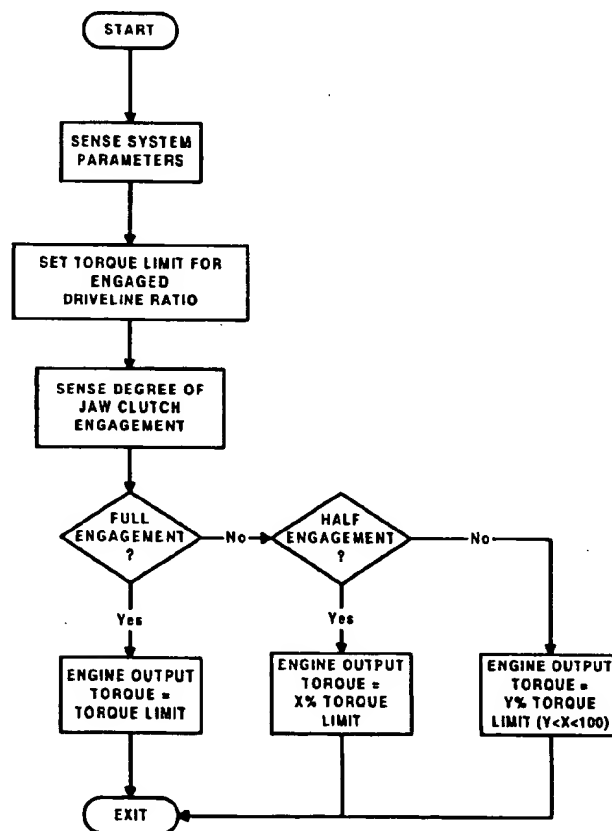 START
SENSE SYSTEM
PARAMETERS
SET TORQUE LIMIT FOR
ENGAGED
DRIVELINE RATIO
SENSE DEGREE OF
JAW CLUTCH
ENGAGEMENT
FULL
ENGAGEMENT
?
No
HALF
ENGAGEMENT
?
No
Yes
Yes
ENGINE OUTPUT
TORQUE =
TORQUE LIMIT
ENGINE OUTPUT
TORQUE =
X% TORQUE
LIMIT
ENGINE OUTPUT
TORQUE =
Y% TORQUE
LIMIT (Y<X<100)
EXIT